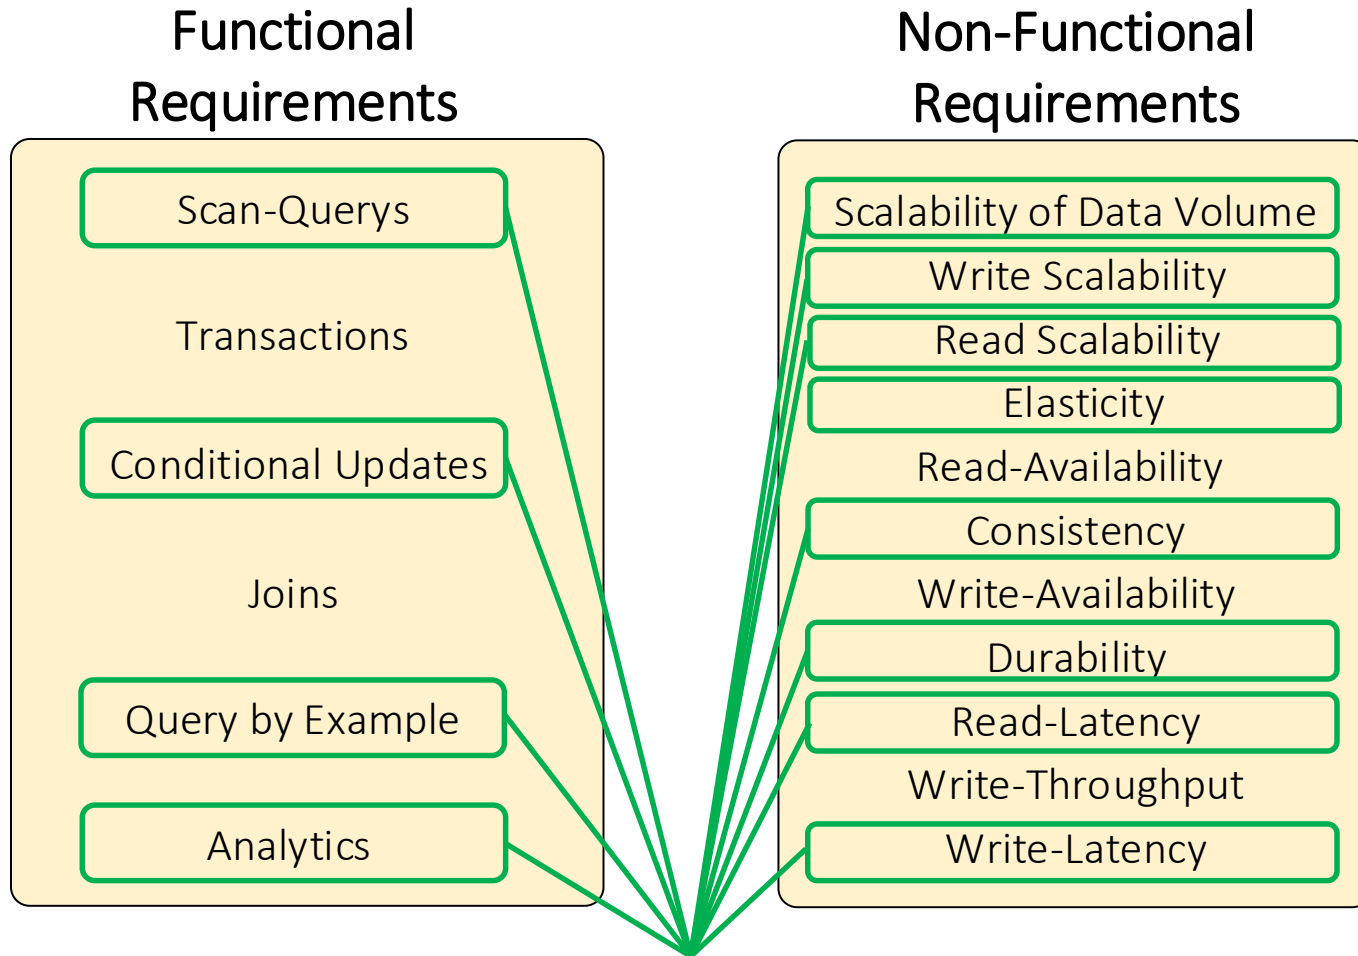 Functional
Requirements
Scan-Querys
Transactions
Conditional Updates
Joins
Query by Example
Analytics
Non-Functional
Requirements
Scalability of Data Volume
Write Scalability
Read Scalability
Elasticity
Read-Availability
Consistency
Write-Availability
Durability
Read-Latency
Write-Throughput
Write-Latency